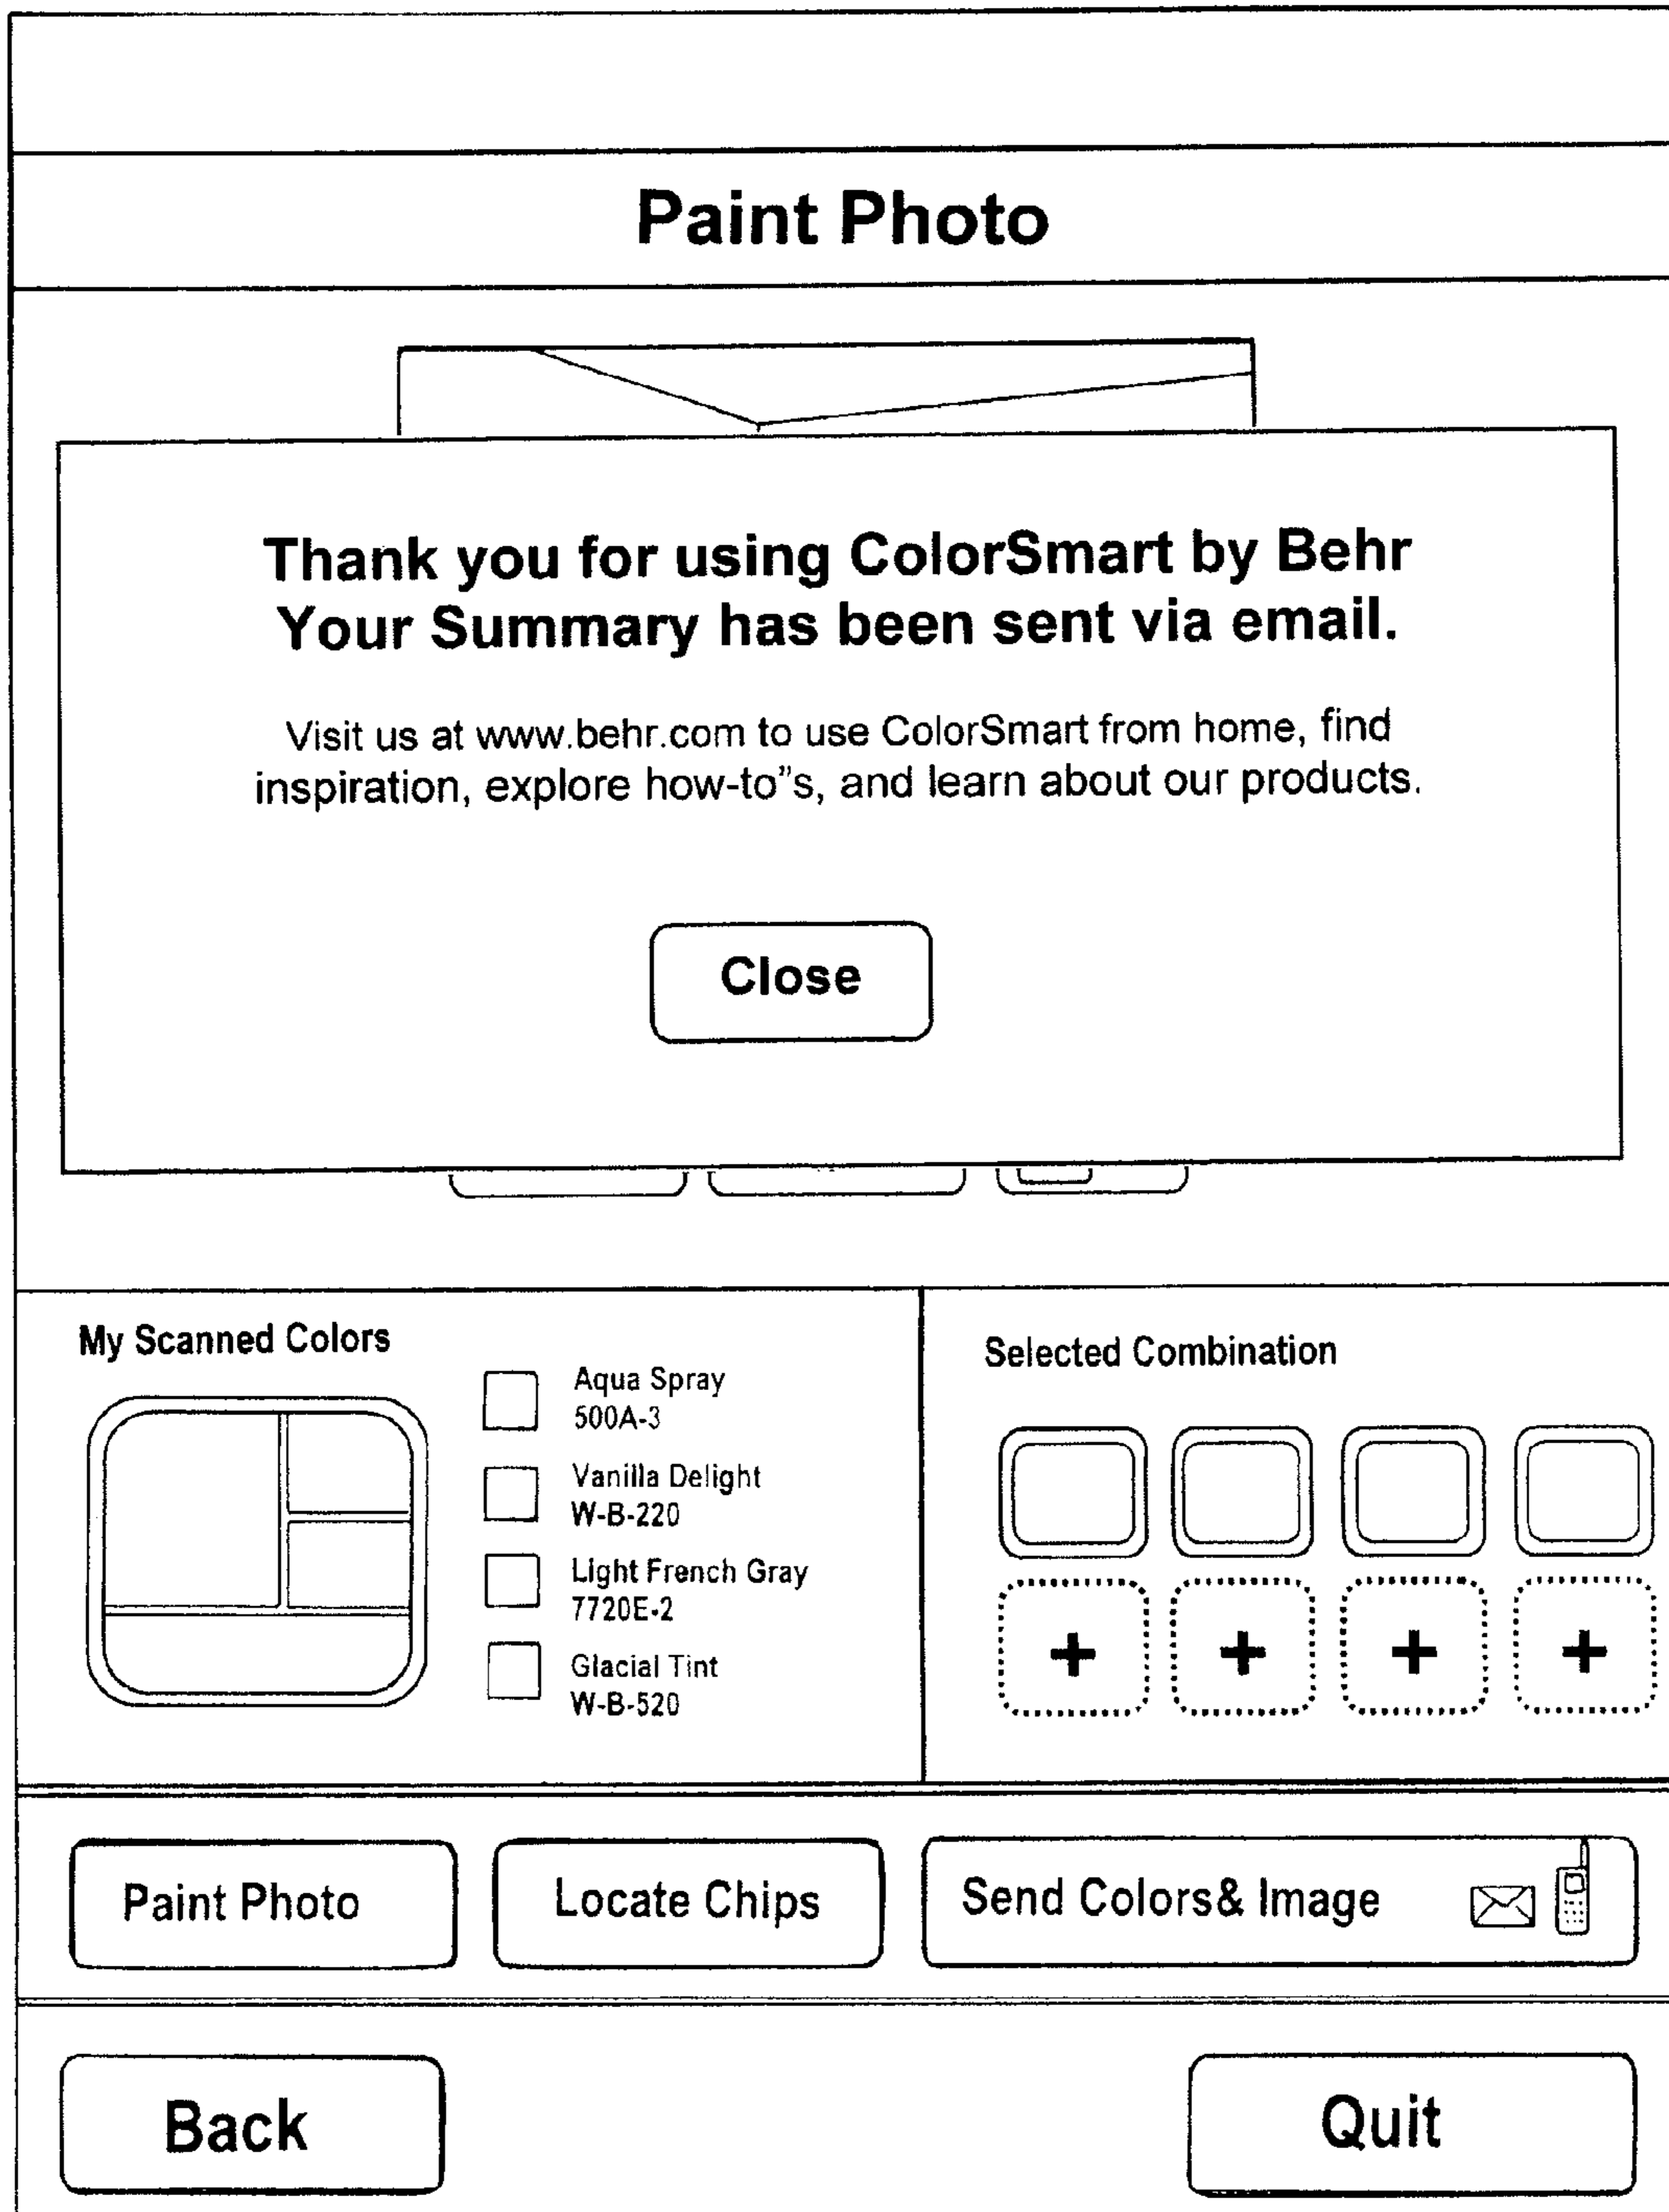 Paint Photo
Thank you for using ColorSmart by Behr
Your Summary has been sent via email.
Visit us at www.behr.com to use ColorSmart from home, find
inspiration, explore how-to"s, and learn about our products.
Close
My Scanned Colors
Aqua Spray
500A-3
Vanilla Delight
W-B-220
Light French Gray
7720E-2
Glacial Tint
W-B-520
Selected Combination
+ + + +
Paint Photo
Locate Chips
Send Colors& Image
Back
Quit